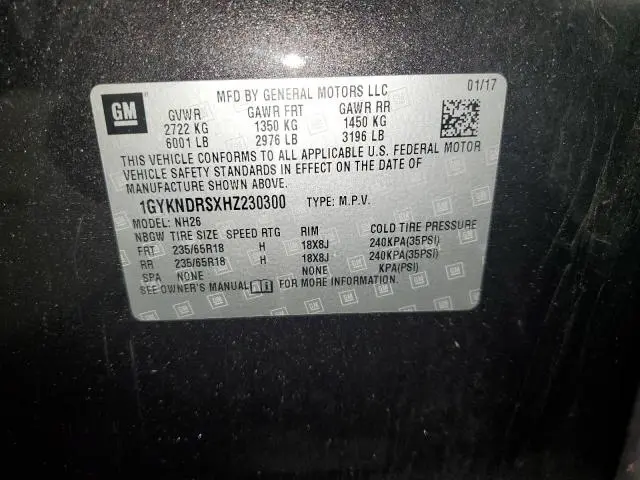 MFD BY GENERAL MOTORS LLC 01/17
GM
GVWR GAWR FRT GAWR RR
2722 KG 1350 KG 1450 KG
6001 LB 2976 LB 3196 LB
THIS VEHICLE CONFORMS TO ALL APPLICABLE U.S. FEDERAL MOTOR
VEHICLE SAFETY STANDARDS IN EFFECT ON THE DATE OF
MANUFACTURE SHOWN ABOVE.
1GYKNDRSXHZ230300 TYPE: M.P.V.
MODEL: NH26
NBGW TIRE SIZE SPEED RTG RIM COLD TIRE PRESSURE
FRT 235/65R18 H 18X8J 240KPA(35PSI)
RR 235/65R18 H 18X8J 240KPA(35PSI)
SPA NONE NONE KPA(PSI)
SEE OWNER'S MANUAL